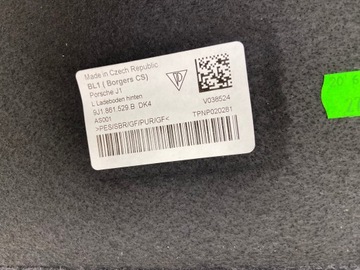 Made in Czech Republic
BL1 ( Borgers CS)
Porsche J1
L Ladeboden hinten
9J1.861.529.B .DK4
AS001
V038524
>PES/SBR/GF/PUR/GF<
TPNP020281